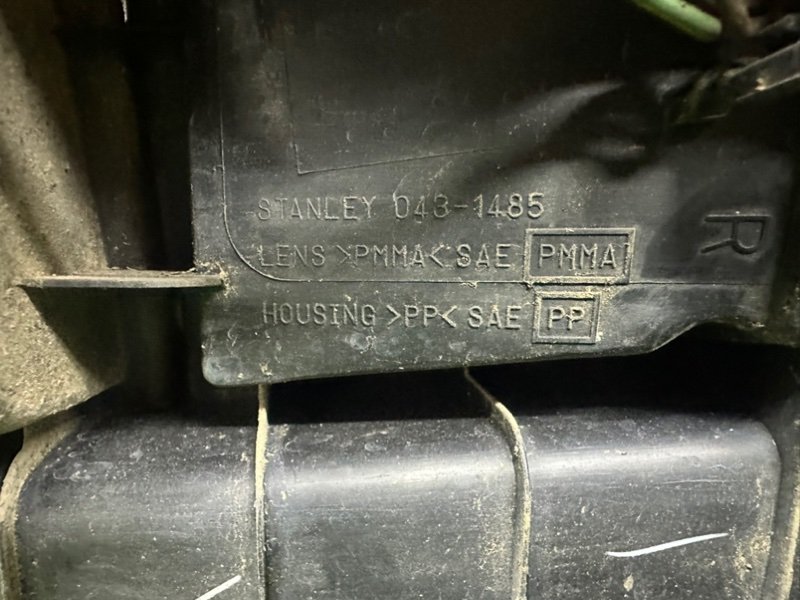 STANLEY 043-1485
LENS >PMMA< SAE PMMA
HOUSING >PP< SAE PP
R